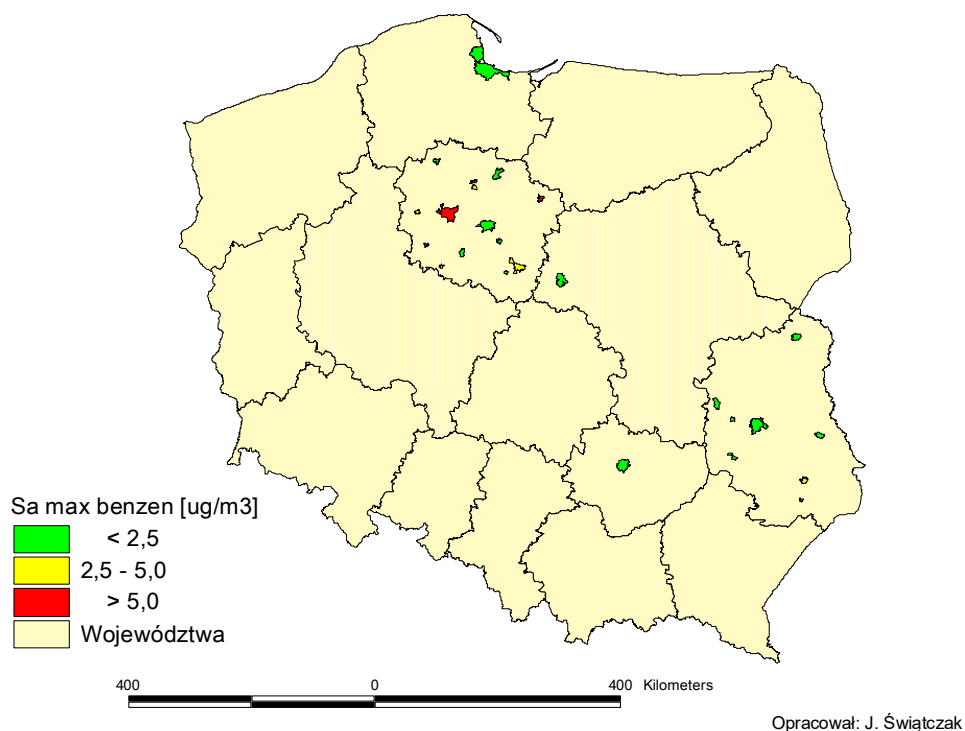 Sa max benzen [ug/m3]
< 2,5
2,5 - 5,0
> 5,0
Województwa
400 0 400 Kilometers
Opracował: J. Świątczak